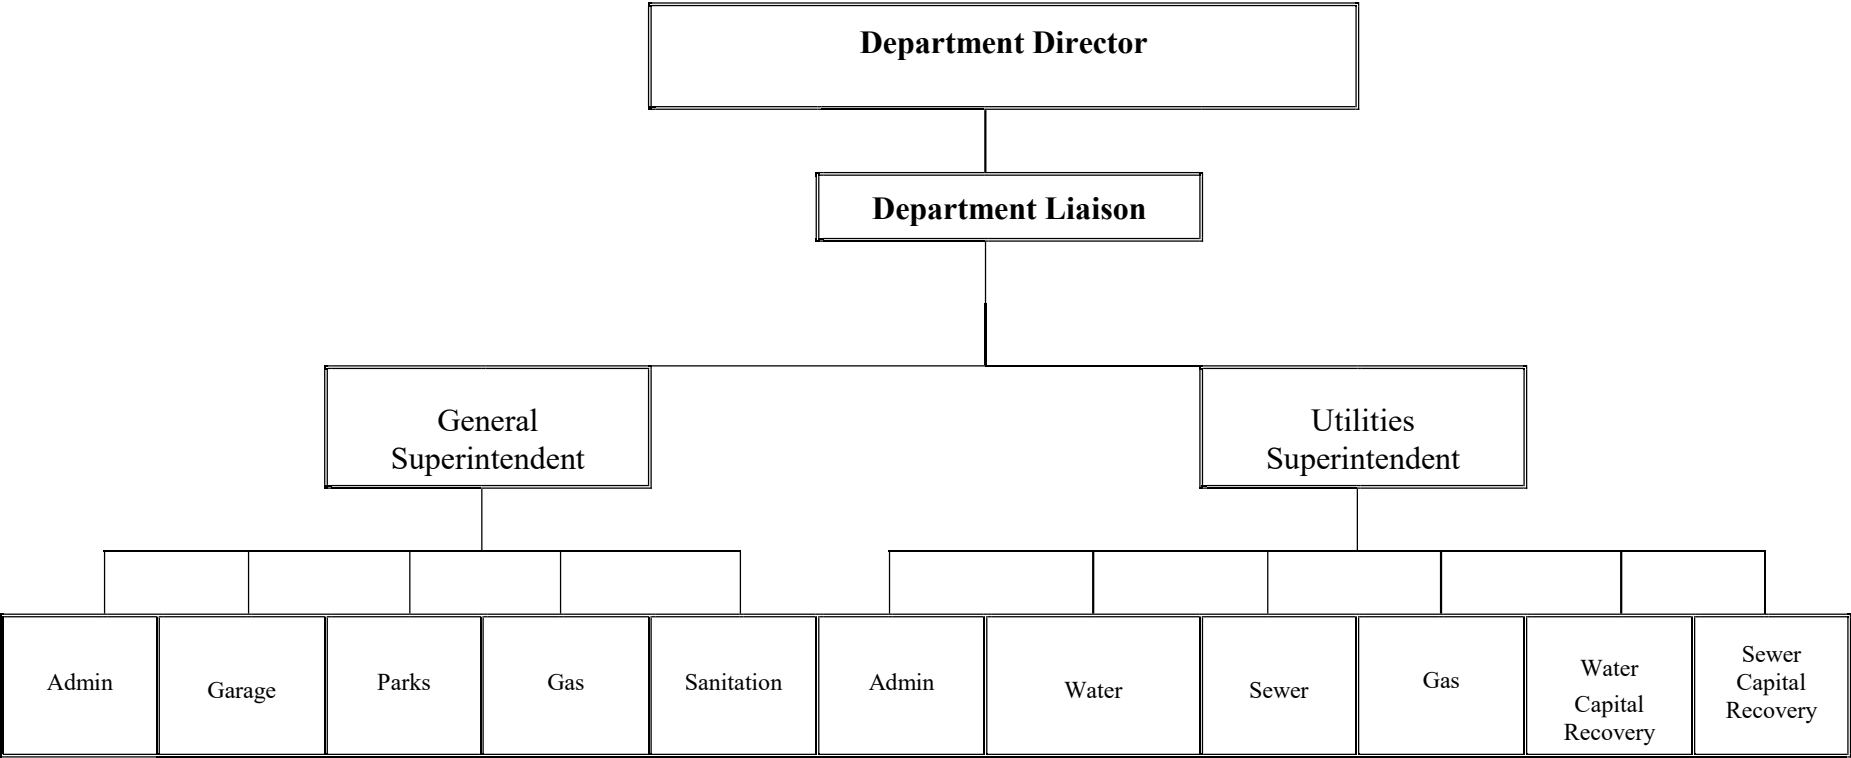 Department Director
Department Liaison
General
Superintendent
Utilities
Superintendent
Admin
Garage
Parks
Gas
Sanitation
Admin
Water
Sewer
Gas
Water
Capital
Recovery
Sewer
Capital
Recovery